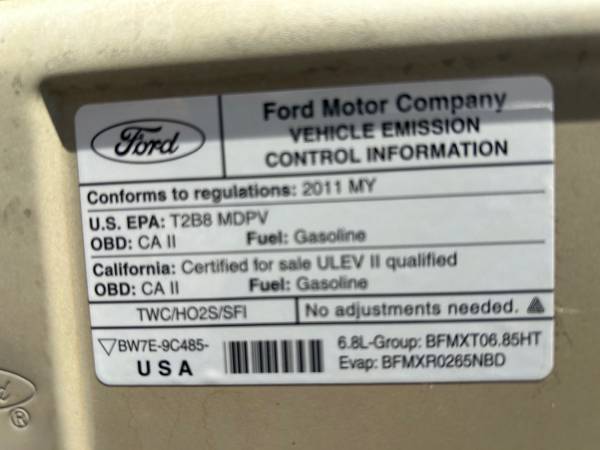 Ford
Ford Motor Company
VEHICLE EMISSION
CONTROL INFORMATION
Conforms to regulations: 2011 MY
U.S. EPA: T2B8 MDPV
OBD: CA II Fuel: Gasoline
California: Certified for sale ULEV II qualified
OBD: CA II Fuel: Gasoline
TWC/HO2S/SFI No adjustments needed.
▽BW7E-9C485- 6.8L-Group: BFMXT06.85HT
USA Evap: BFMXR0265NBD
®